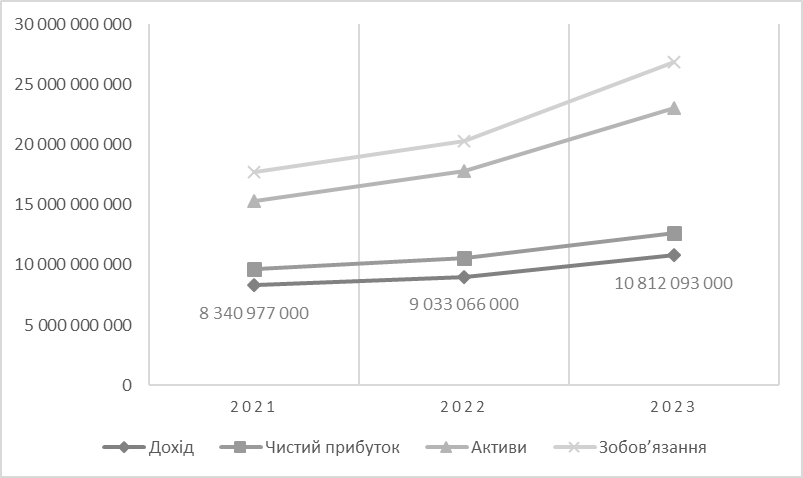 30 000 000 000
25 000 000 000
20 000 000 000
15 000 000 000
10 000 000 000
5 000 000 000
0
8 340 977 000
9 033 066 000
10 812 093 000
2021
2022
2023
Дохід
Чистий прибуток
Активи
Зобов’язання